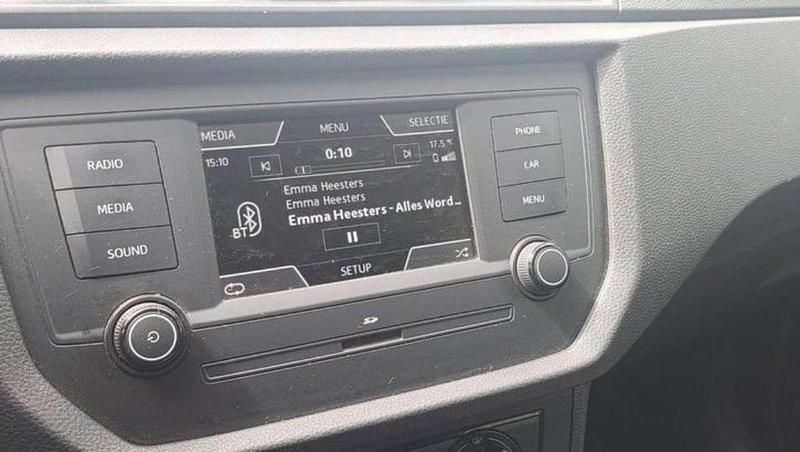 MEDIA MENU SELECTIE
15:10 0:10 17.5 °C
Emma Heesters
Emma Heesters
Emma Heesters - Alles Word...
BT
SETUP
RADIO
MEDIA
SOUND
PHONE
CAR
MENU
SD